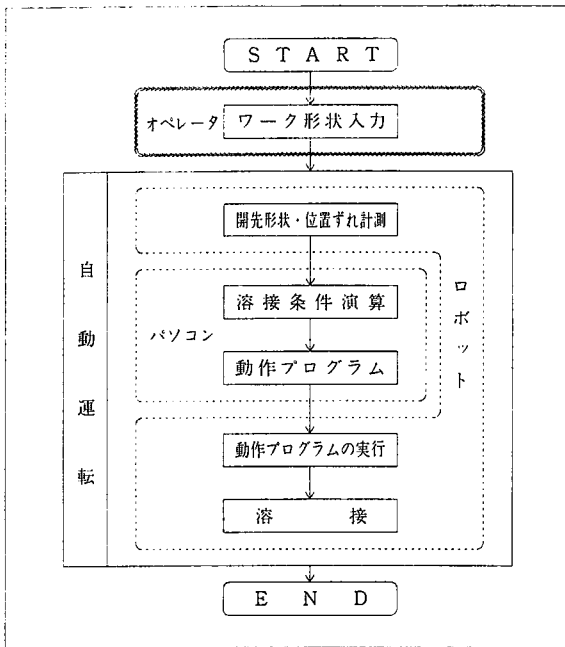 START
オペレータ ワーク形状入力
開先形状・位置ずれ計測
自動運転
ロボット
パソコン
溶接条件演算
動作プログラム
動作プログラムの実行
溶接
END